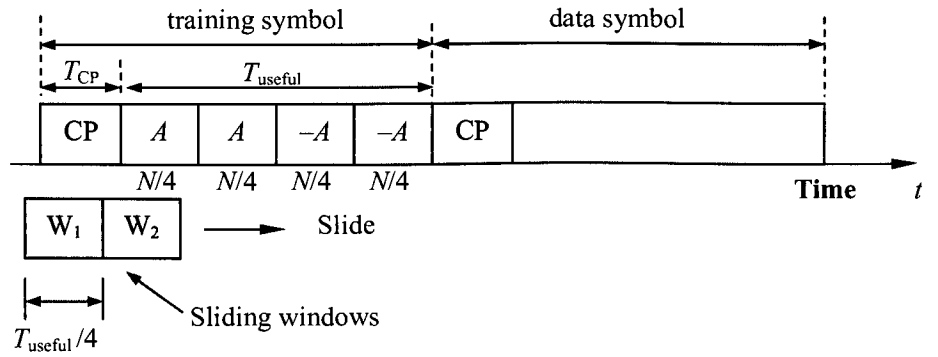 training symbol data symbol
T_CP T_useful
CP A A –A –A CP
N/4 N/4 N/4 N/4 Time t
W_1 W_2 Slide
Sliding windows
T_useful/4